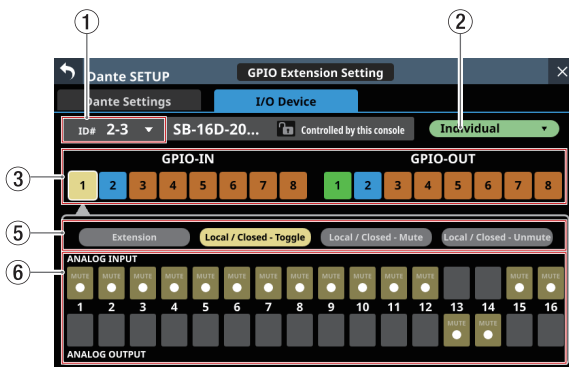 1
2
Dante SETUP
GPIO Extension Setting
Dante Settings
I/O Device
ID# 2-3
SB-16D-20...
Controlled by this console
Individual
3
GPIO-IN
GPIO-OUT
1 2 3 4 5 6 7 8
1 2 3 4 5 6 7 8
5
Extension
Local / Closed - Toggle
Local / Closed - Mute
Local / Closed - Unmute
6
ANALOG INPUT
MUTE MUTE MUTE MUTE MUTE MUTE MUTE MUTE MUTE MUTE MUTE MUTE MUTE MUTE
1 2 3 4 5 6 7 8 9 10 11 12 13 14 15 16
MUTE MUTE
ANALOG OUTPUT